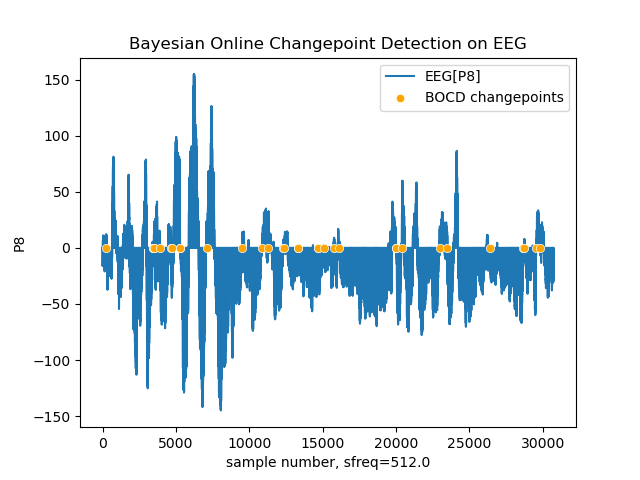 Bayesian Online Changepoint Detection on EEG
EEG[P8]
BOCD changepoints
150
100
50
0
−50
−100
−150
P8
0 5000 10000 15000 20000 25000 30000
sample number, sfreq=512.0